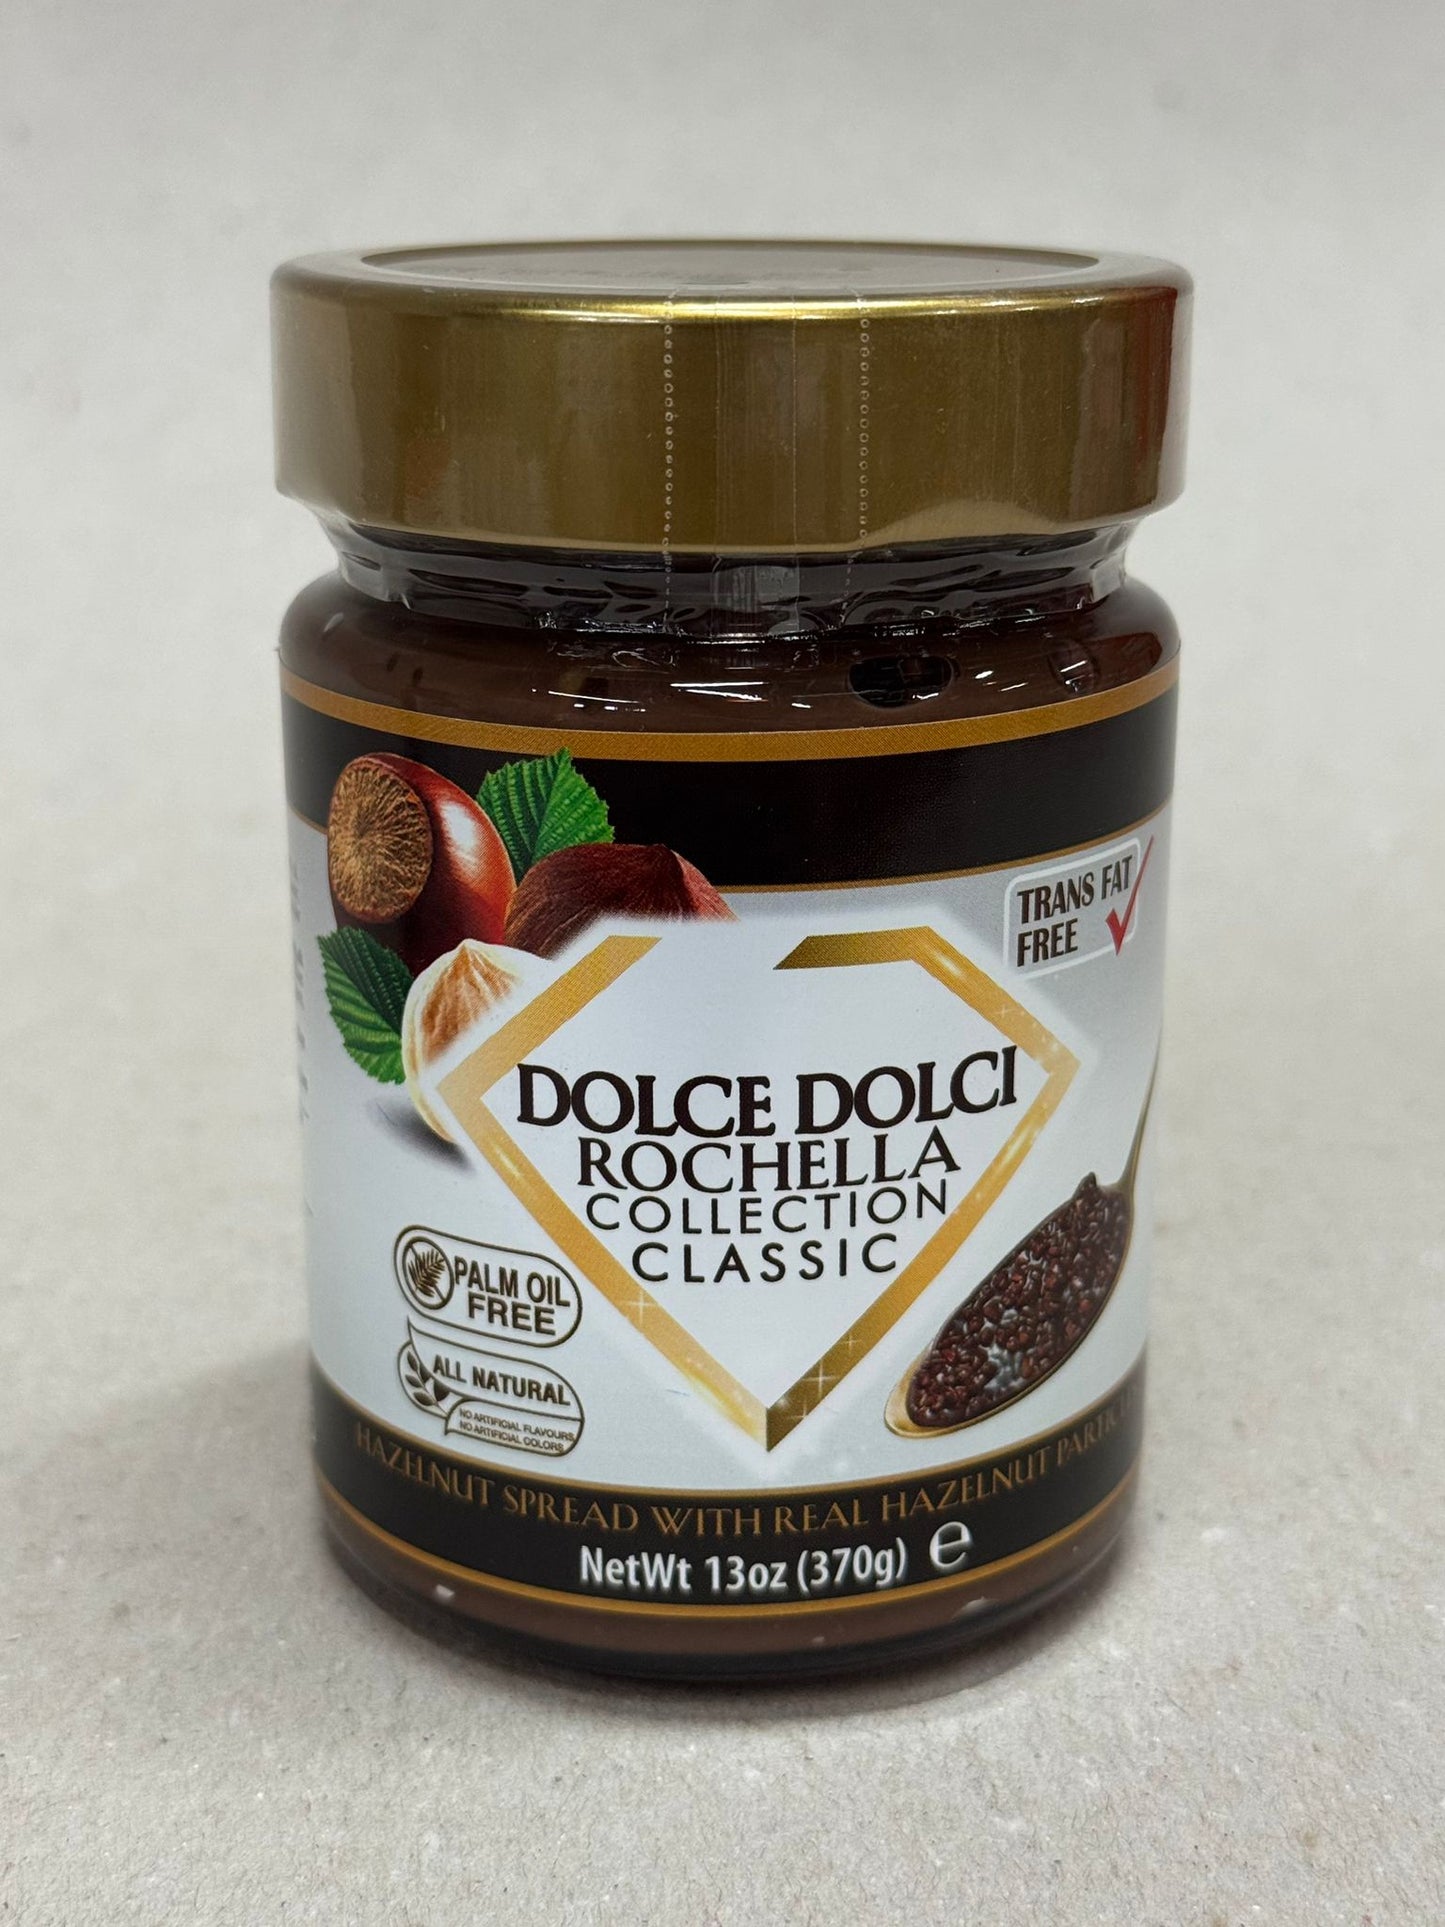 TRANS FAT
FREE
DOLCE DOLCI
ROCHELLA
COLLECTION
CLASSIC
PALM OIL
FREE
ALL NATURAL
NO ARTIFICIAL FLAVOURS,
NO ARTIFICIAL COLORS
HAZELNUT SPREAD WITH REAL HAZELNUT
NetWt 13oz (370g) e